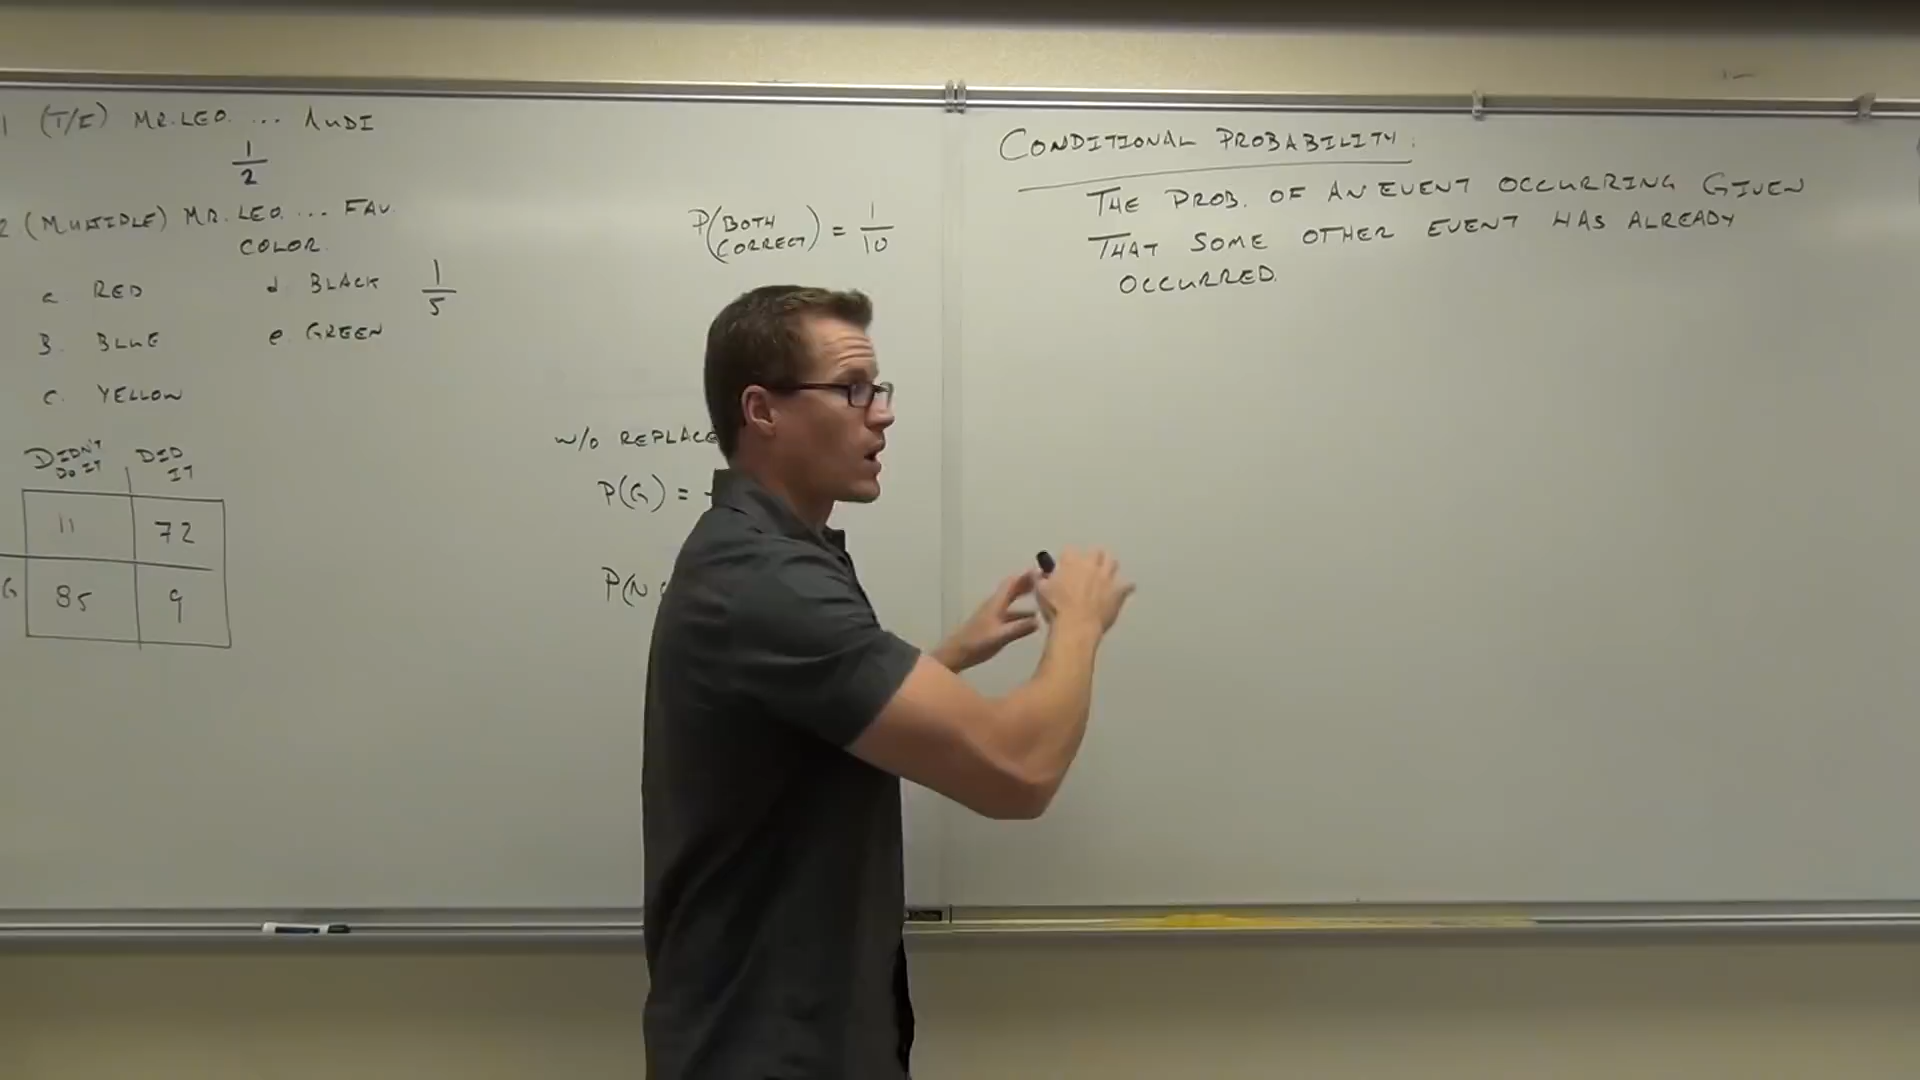 1 (T/F) MR. LEO. ... AUDI
1/2
2 (MULTIPLE) MR. LEO. ... FAV.
COLOR.
a. RED
d. BLACK
1/5
B. BLUE
e. GREEN
c. YELLOW
DIDN'T DO IT
DID IT
11 72
G 85 9
P(BOTH CORRECT) = 1/10
W/O REPLACE
P(G) =
P(N
CONDITIONAL PROBABILITY:
THE PROB. OF AN EVENT OCCURRING GIVEN
THAT SOME OTHER EVENT HAS ALREADY
OCCURRED.